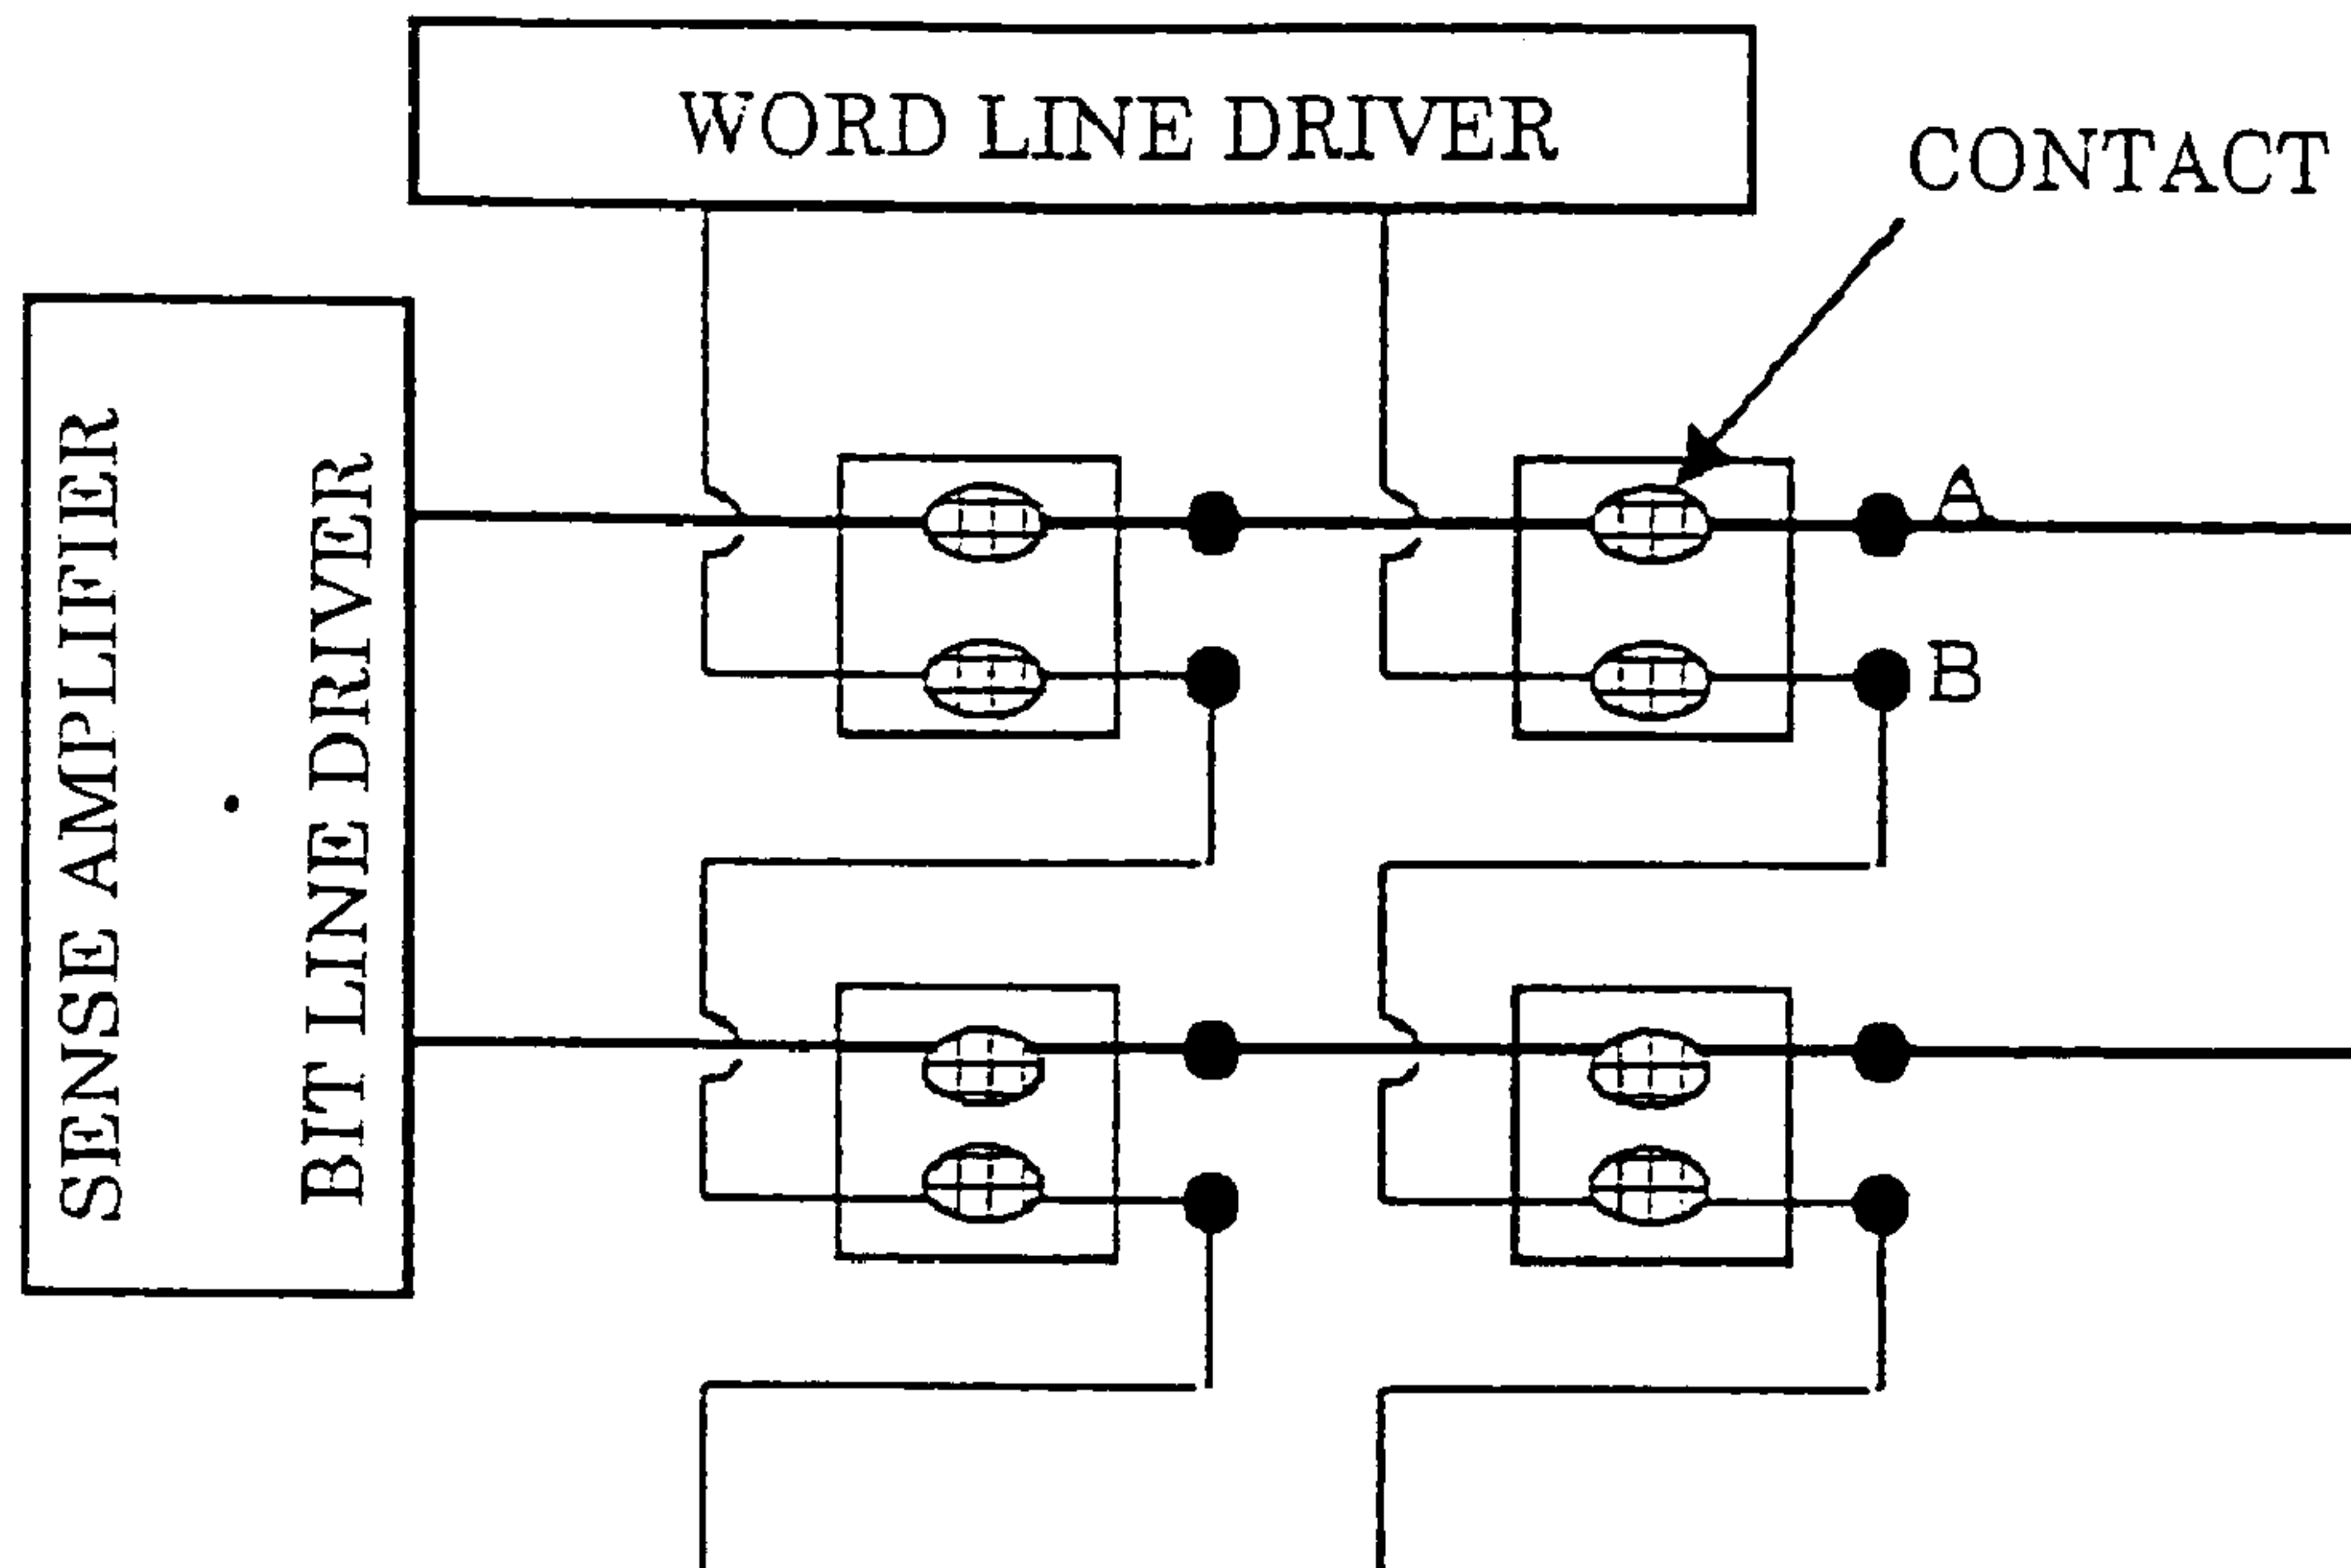 WORD LINE DRIVER
CONTACT
SENSE AMPLIFIER
BIT LINE DRIVER
A
B